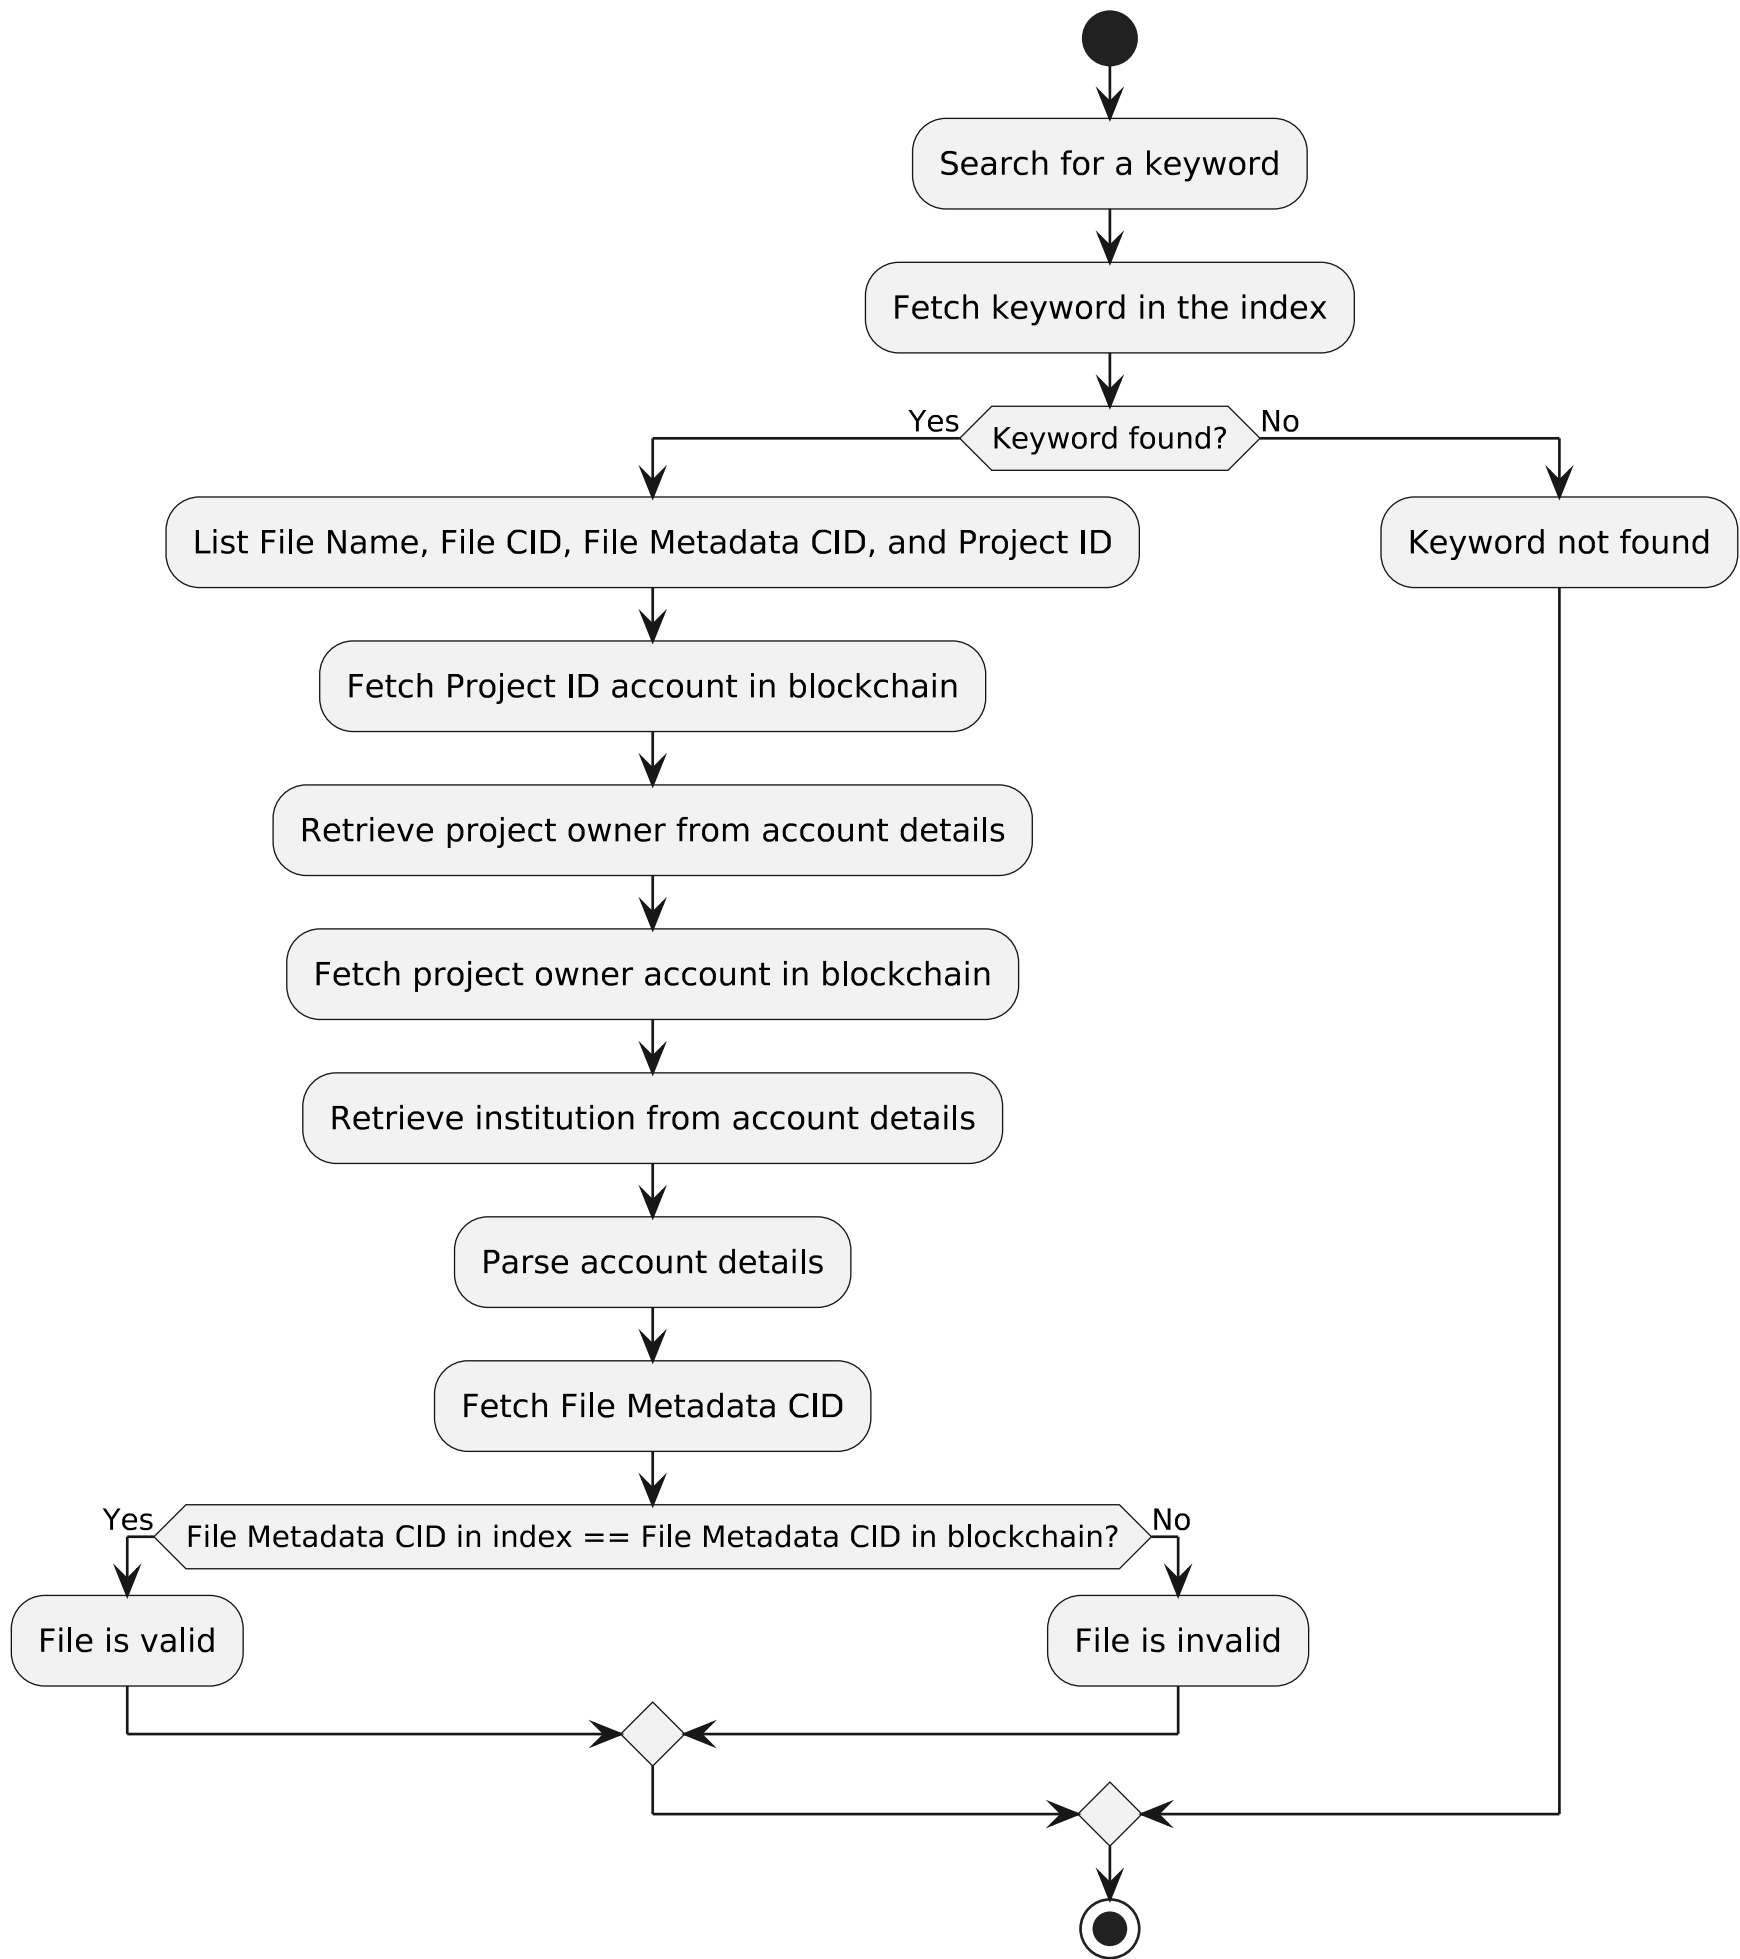 Search for a keyword
Fetch keyword in the index
Yes
Keyword found?
No
List File Name, File CID, File Metadata CID, and Project ID
Keyword not found
Fetch Project ID account in blockchain
Retrieve project owner from account details
Fetch project owner account in blockchain
Retrieve institution from account details
Parse account details
Fetch File Metadata CID
Yes
File Metadata CID in index == File Metadata CID in blockchain?
No
File is valid
File is invalid